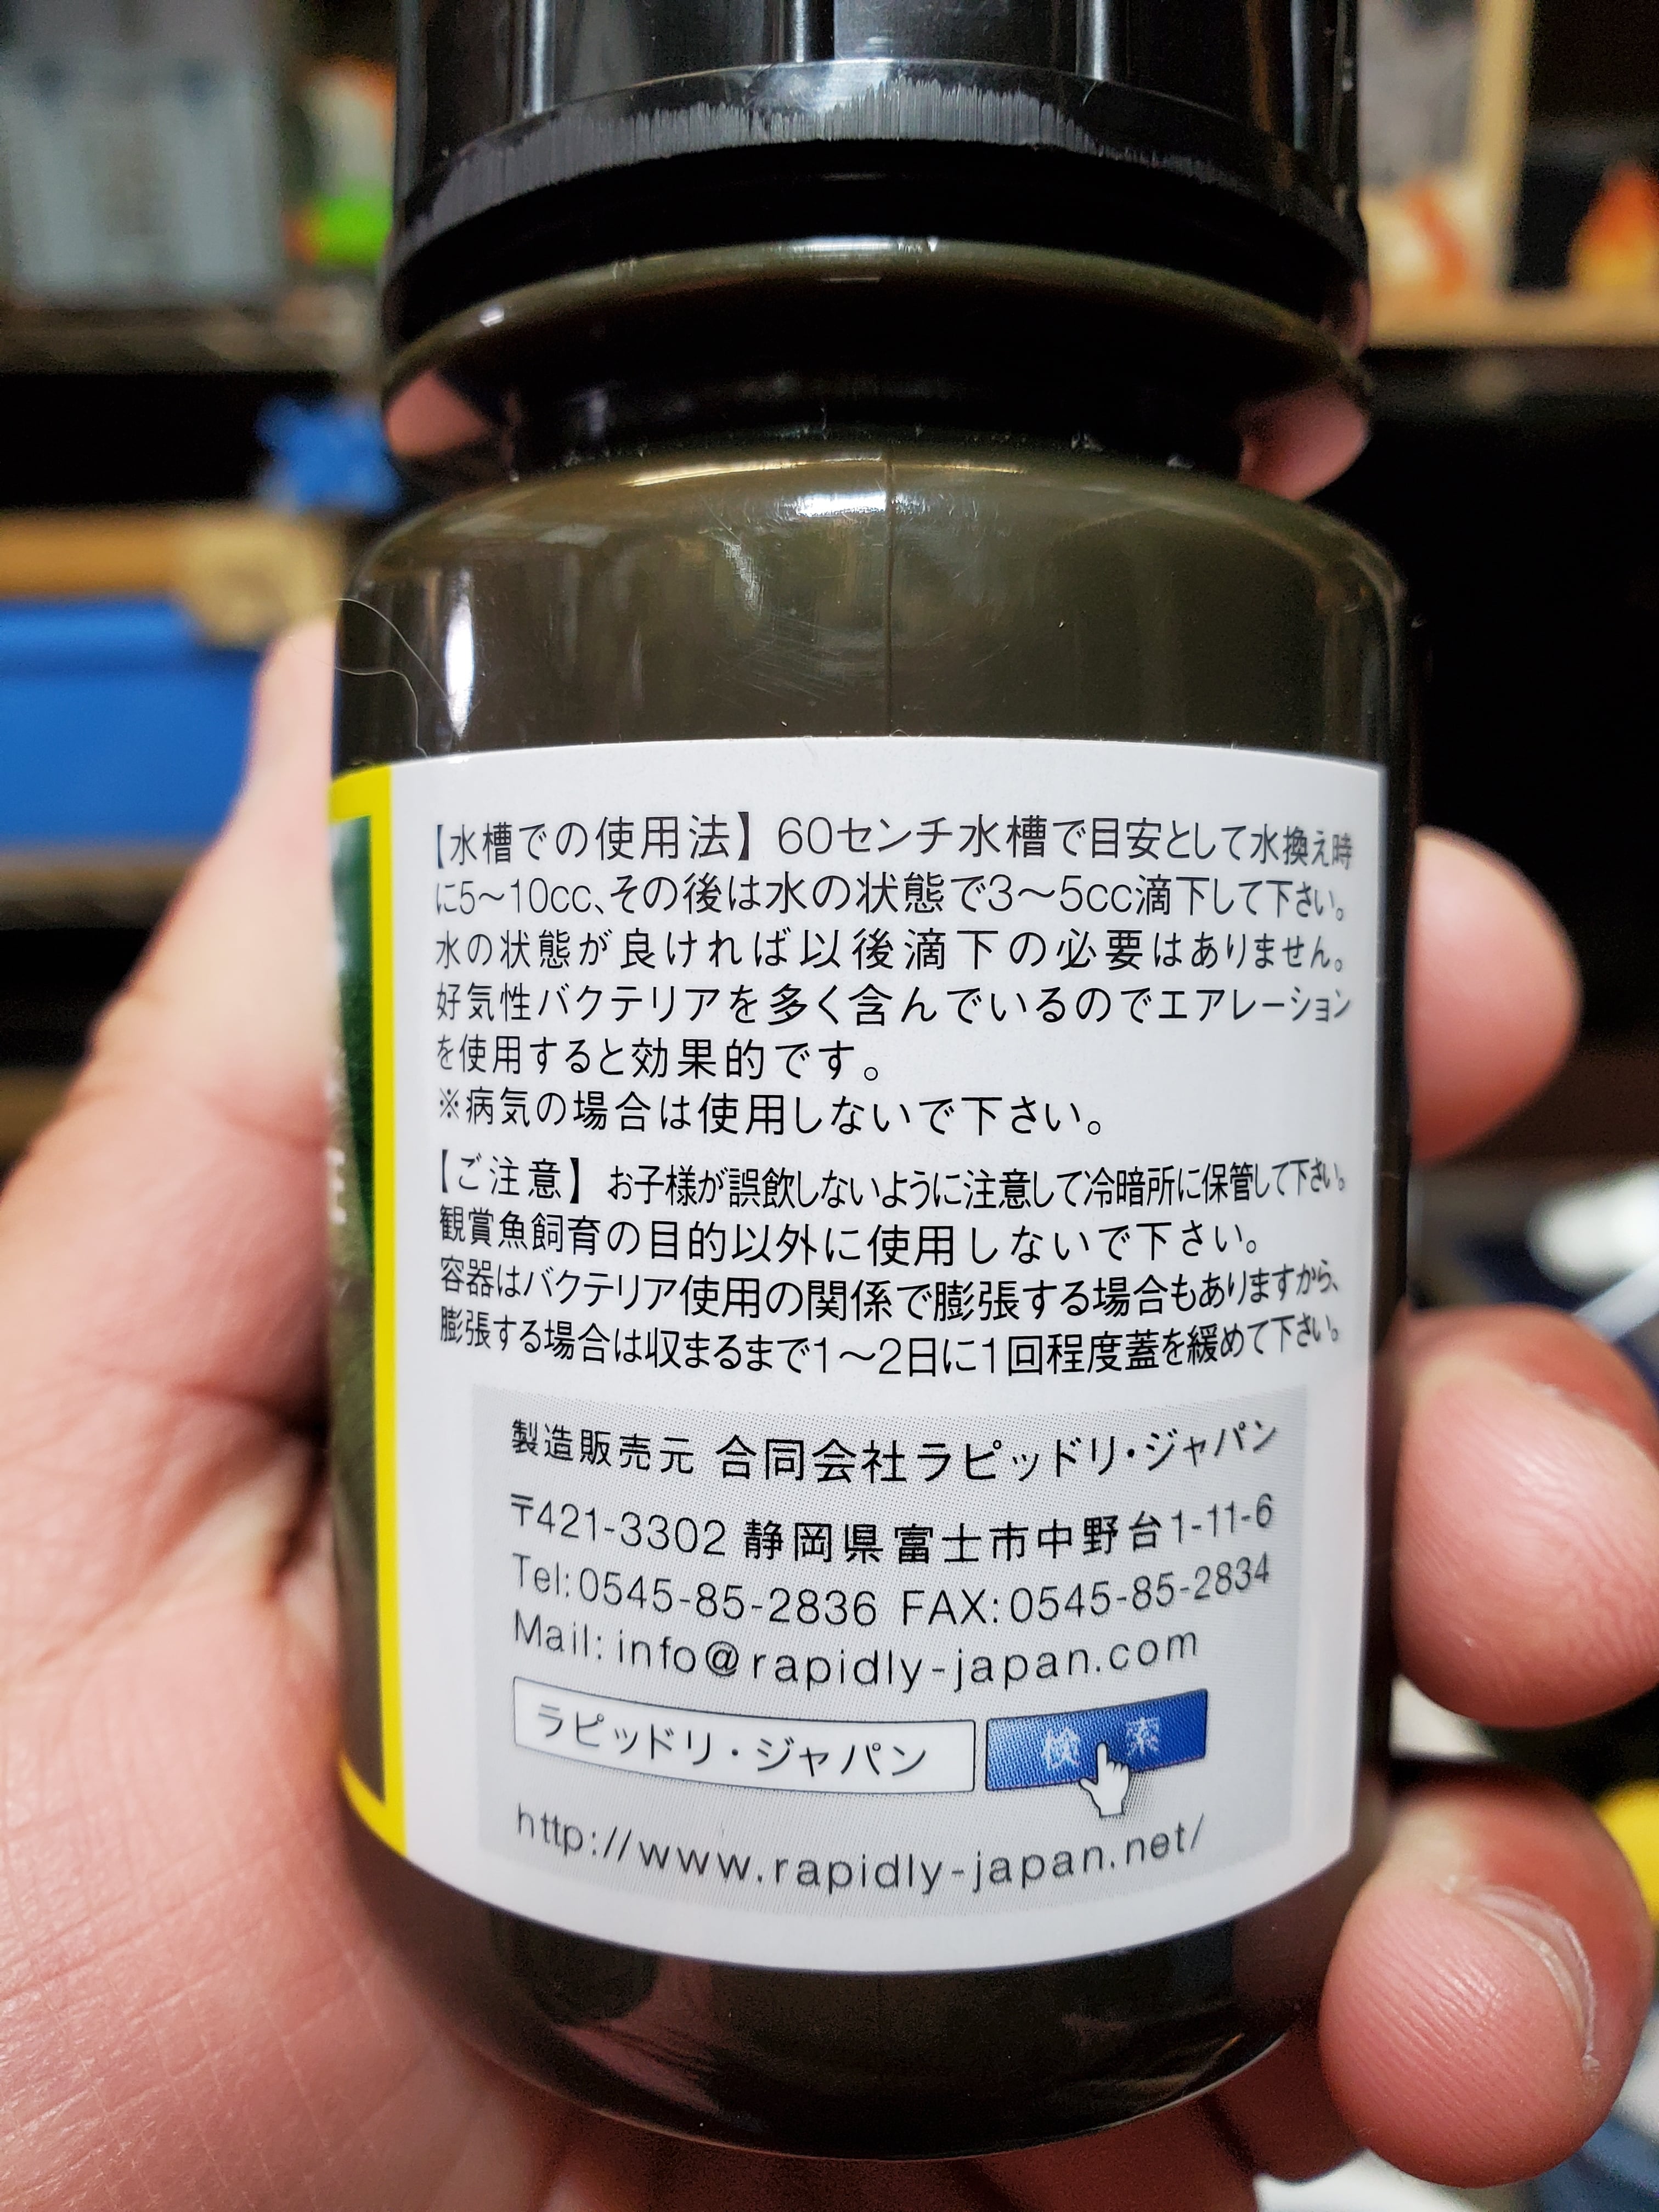 【水槽での使用法】60センチ水槽で目安として水換え時
に5～10cc、その後は水の状態で3～5cc滴下して下さい。
水の状態が良ければ以後滴下の必要はありません。
好気性バクテリアを多く含んでいるのでエアレーション
を使用すると効果的です。
※病気の場合は使用しないで下さい。
【ご注意】お子様が誤飲しないように注意して冷暗所に保管して下さい。
観賞魚飼育の目的以外に使用しないで下さい。
容器はバクテリア使用の関係で膨張する場合もありますから、
膨張する場合は収まるまで1～2日に1回程度蓋を緩めて下さい。
製造販売元 合同会社ラピッドリ・ジャパン
〒421-3302 静岡県富士市中野台1-11-6
Tel:0545-85-2836 FAX:0545-85-2834
Mail: info@rapidly-japan.com
ラピッドリ・ジャパン 検索
http://www.rapidly-japan.net/